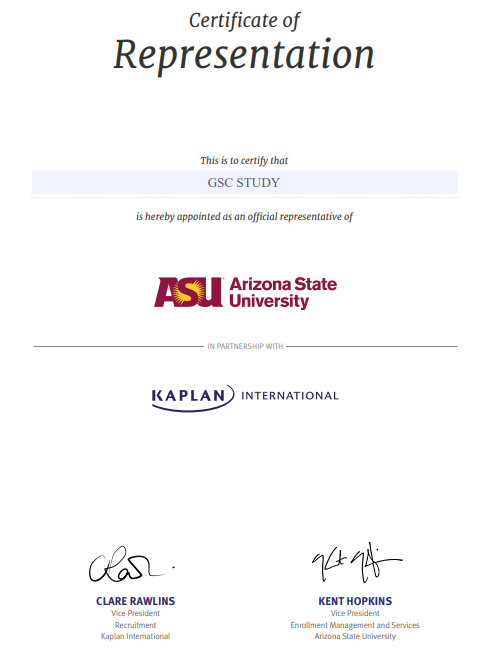 Certificate of
Representation
This is to certify that
GSC STUDY
is hereby appointed as an official representative of
ASU Arizona State
University
IN PARTNERSHIP WITH
KAPLAN INTERNATIONAL
CLARE RAWLINS
Vice President
Recruitment
Kaplan International
KENT HOPKINS
Vice President
Enrollment Management and Services
Arizona State University